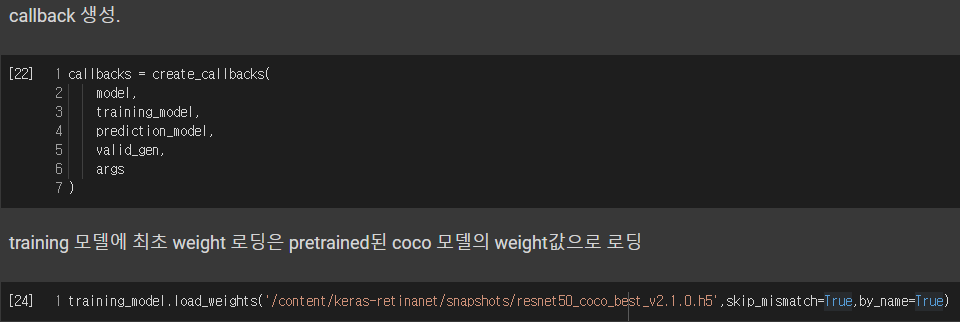 callback 생성.
[22] 1 callbacks = create_callbacks(
2 model,
3 training_model,
4 prediction_model,
5 valid_gen,
6 args
7 )
training 모델에 최초 weight 로딩은 pretrained된 coco 모델의 weight값으로 로딩
[24] 1 training_model.load_weights('/content/keras-retinanet/snapshots/resnet50_coco_best_v2.1.0.h5',skip_mismatch=True,by_name=True)